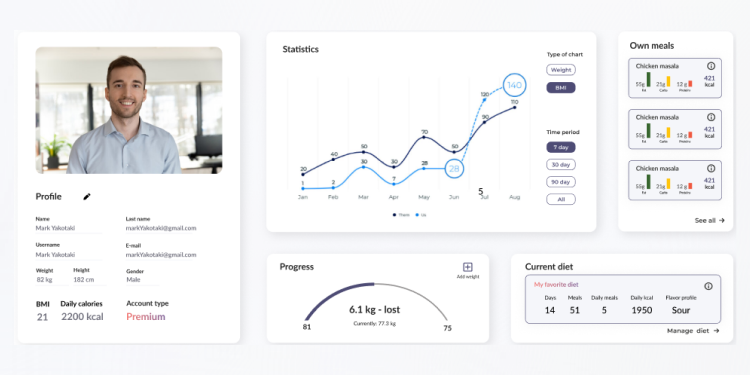 Profile
Name
Last name
Mark Yakotaki
markYakotaki@gmail.com
Username
E-mail
Mark Yakotaki
markYakotaki@gmail.com
Weight
Height
Gender
82 kg
182 cm
Male
BMI
Daily calories
Account type
21
2200 kcal
Premium
Statistics
20
40
50
30
70
50
90
110
1
2
30
7
28
28
120
140
5
Jan
Feb
Mar
Apr
May
Jun
Jul
Aug
Type of chart
Weight
BMI
Time period
7 day
30 day
90 day
All
Progress
Add weight
6.1 kg - lost
Currently: 77.3 kg
81
75
Own meals
Chicken masala
55g
21g
12 g
421
kcal
Fat
Carbs
Protein
Chicken masala
55g
21g
12 g
421
kcal
Fat
Carbs
Protein
Chicken masala
55g
21g
12 g
421
kcal
Fat
Carbs
Protein
See all
Current diet
My favorite diet
Days
Meals
Daily meals
Daily kcal
Flavor profile
14
51
5
1950
Sour
Manage diet